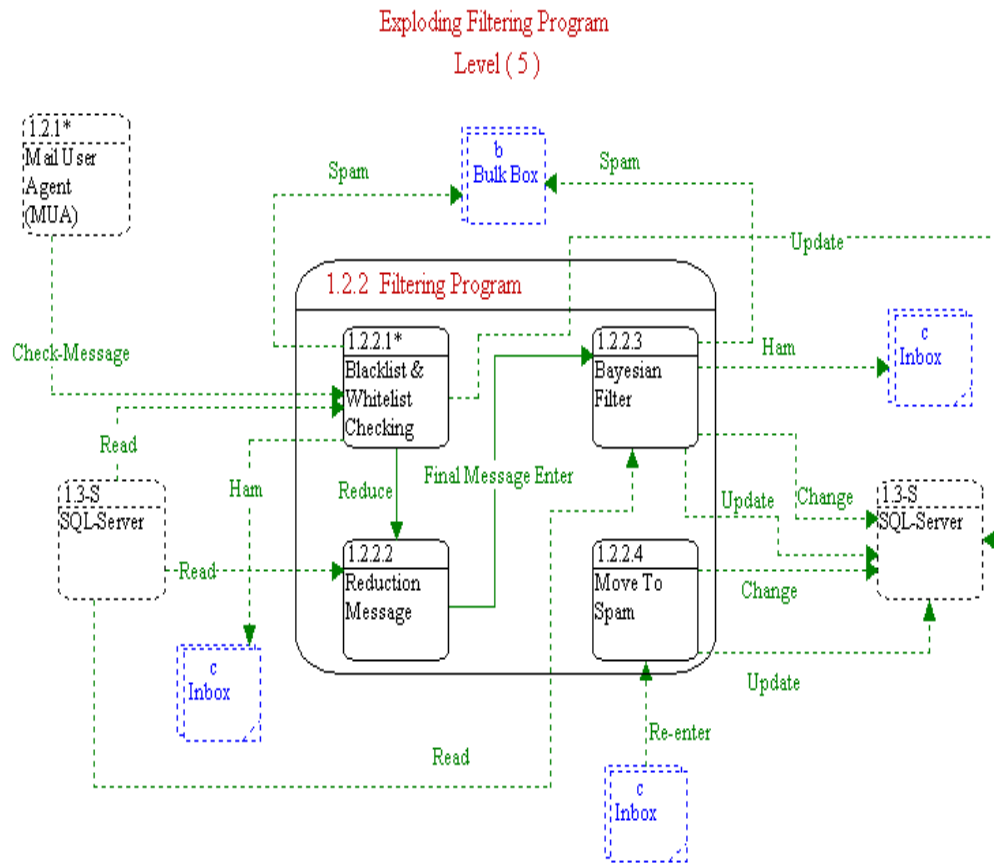 Exploding Filtering Program
Level ( 5 )
1.2.1*
Mail User
Agent
(MUA)
b
Bulk Box
Spam
Spam
Update
1.2.2 Filtering Program
1.2.2.1*
Blacklist &
Whitelist
Checking
1.2.2.3
Bayesian
Filter
Ham
c
Inbox
Check-Message
Read
Ham
Reduce
Final Message Enter
Update
Change
1.3-S
SQL-Server
1.3-S
SQL-Server
Read
1.2.2.2
Reduction
Message
1.2.2.4
Move To
Spam
Change
c
Inbox
Update
Read
Re-enter
c
Inbox